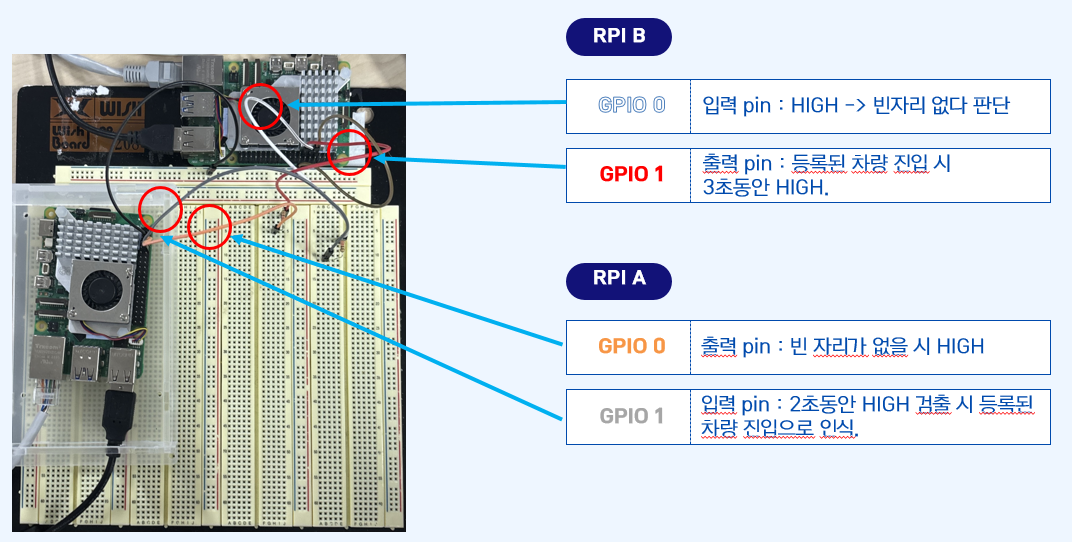 RPI B
GPIO 0
입력 pin : HIGH -> 빈자리 없다 판단
GPIO 1
출력 pin : 등록된 차량 진입 시
3초동안 HIGH.
WISH
Wish
Board
RPI A
GPIO 0
출력 pin : 빈 자리가 없을 시 HIGH
GPIO 1
입력 pin : 2초동안 HIGH 검출 시 등록된
차량 진입으로 인식.